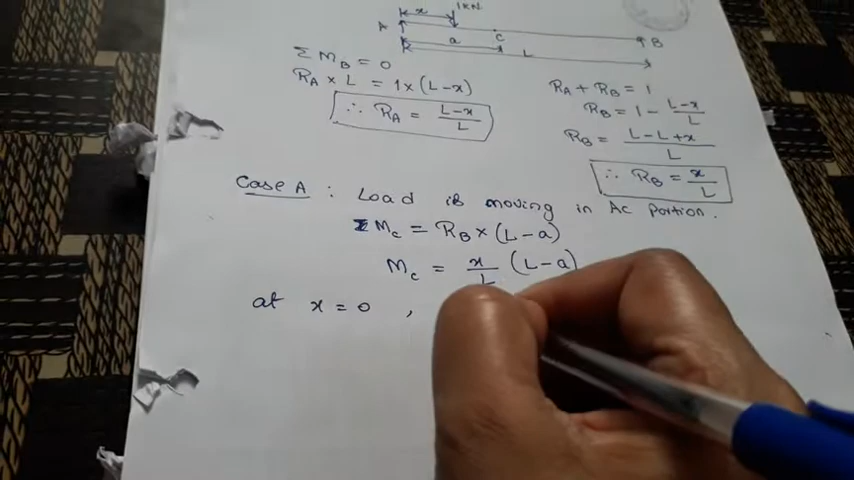 x 1kN
A C B
a
L
Σ M_B = 0
R_A × L = 1 × (L-x)
∴ R_A = (L-x)/L
R_A + R_B = 1
R_B = 1 - (L-x)/L
R_B = (L-L+x)/L
∴ R_B = x/L
Case A : Load is moving in AC portion.
ΣM_c = R_B × (L-a)
M_c = x/L (L-a)
at x = 0 ,